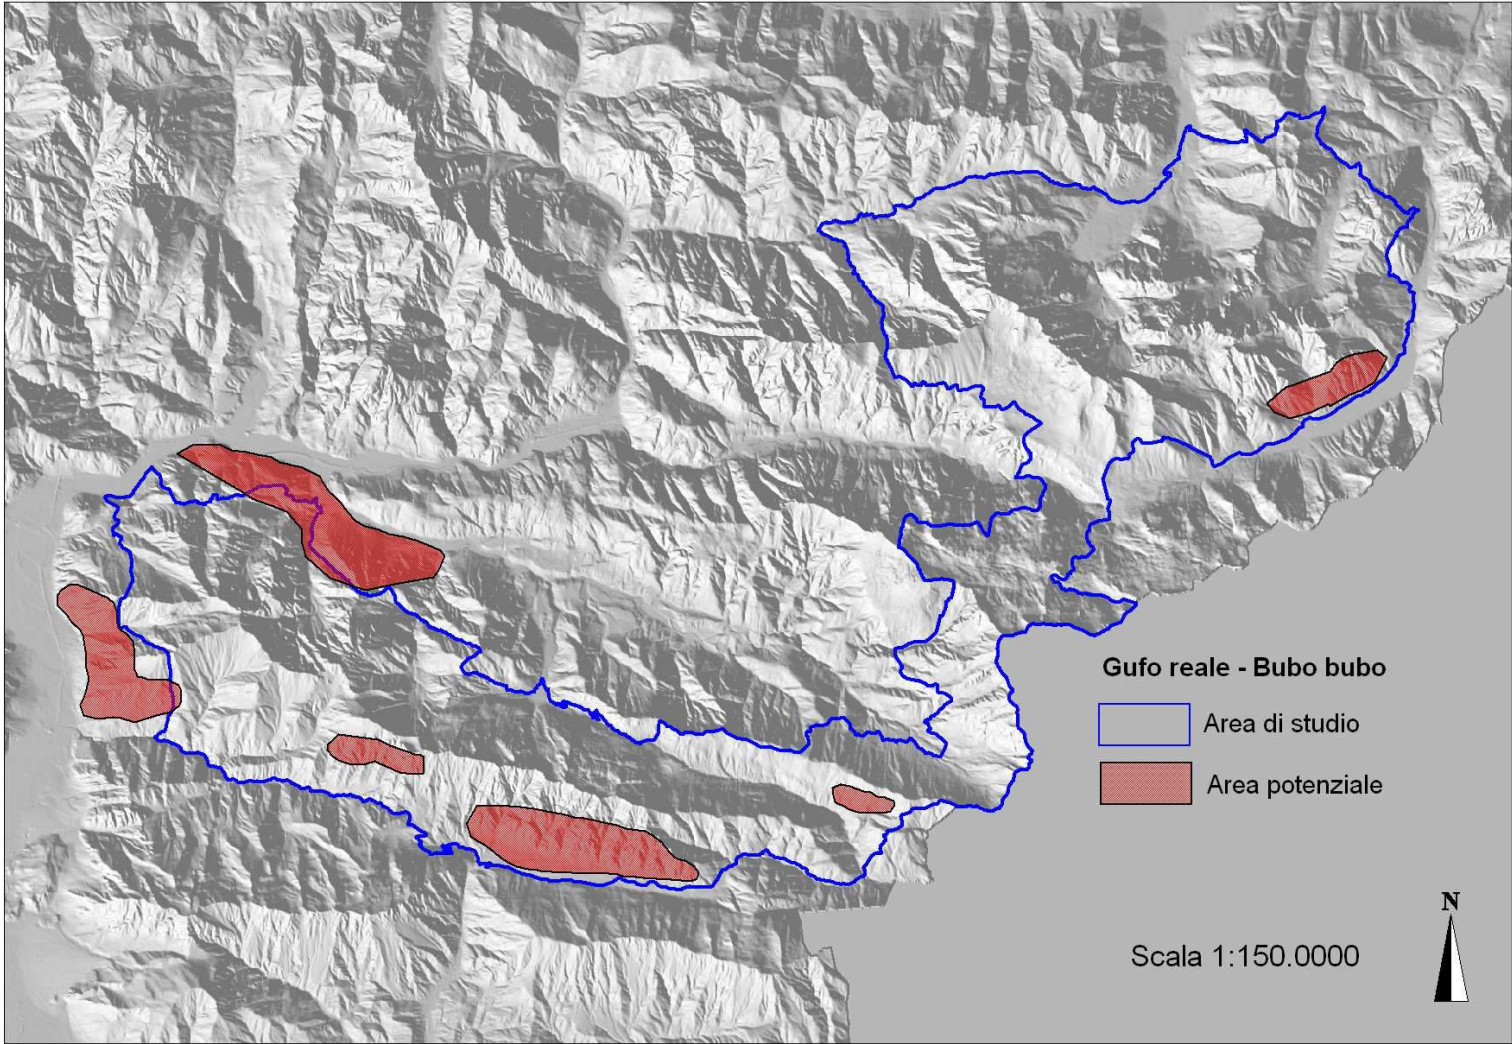 Gufo reale - Bubo bubo
Area di studio
Area potenziale
N
Scala 1:150.0000